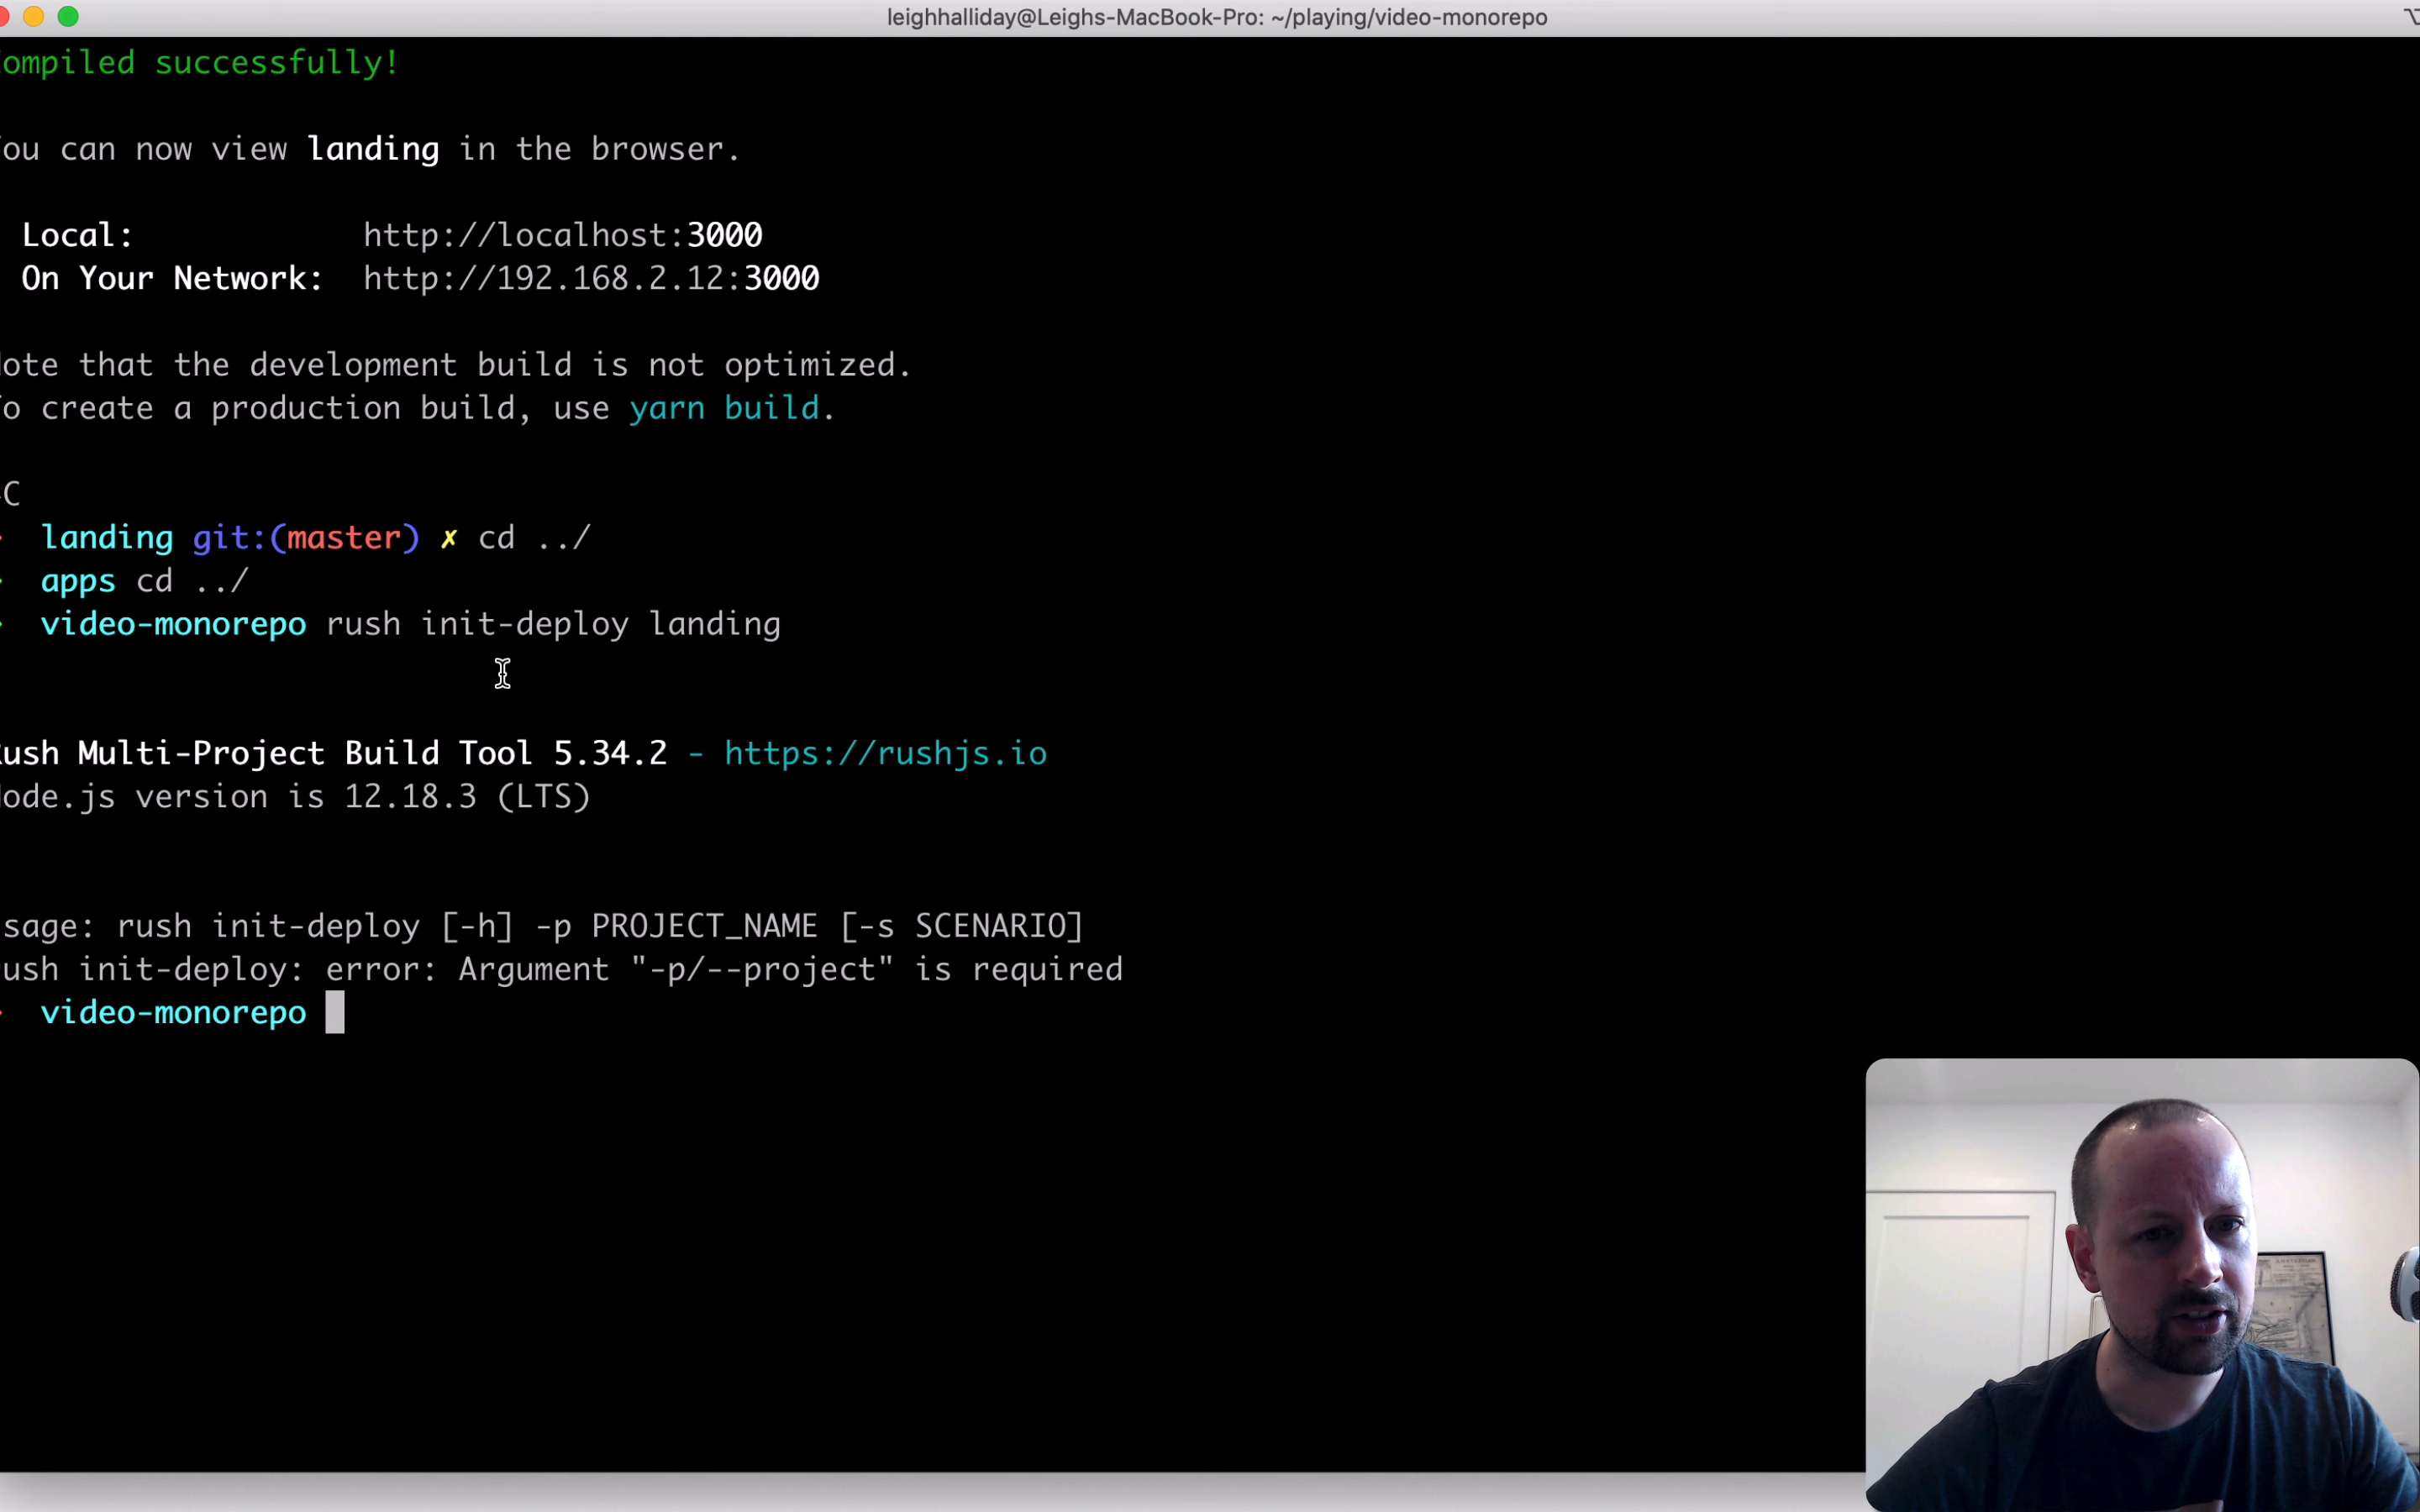 leighhalliday@Leighs-MacBook-Pro: ~/playing/video-monorepo
ompiled successfully!
ou can now view landing in the browser.
Local: http://localhost:3000
On Your Network: http://192.168.2.12:3000
ote that the development build is not optimized.
o create a production build, use yarn build.
C
landing git:(master) ✗ cd ../
apps cd ../
video-monorepo rush init-deploy landing
ush Multi-Project Build Tool 5.34.2 - https://rushjs.io
ode.js version is 12.18.3 (LTS)
sage: rush init-deploy [-h] -p PROJECT_NAME [-s SCENARIO]
ush init-deploy: error: Argument "-p/--project" is required
video-monorepo